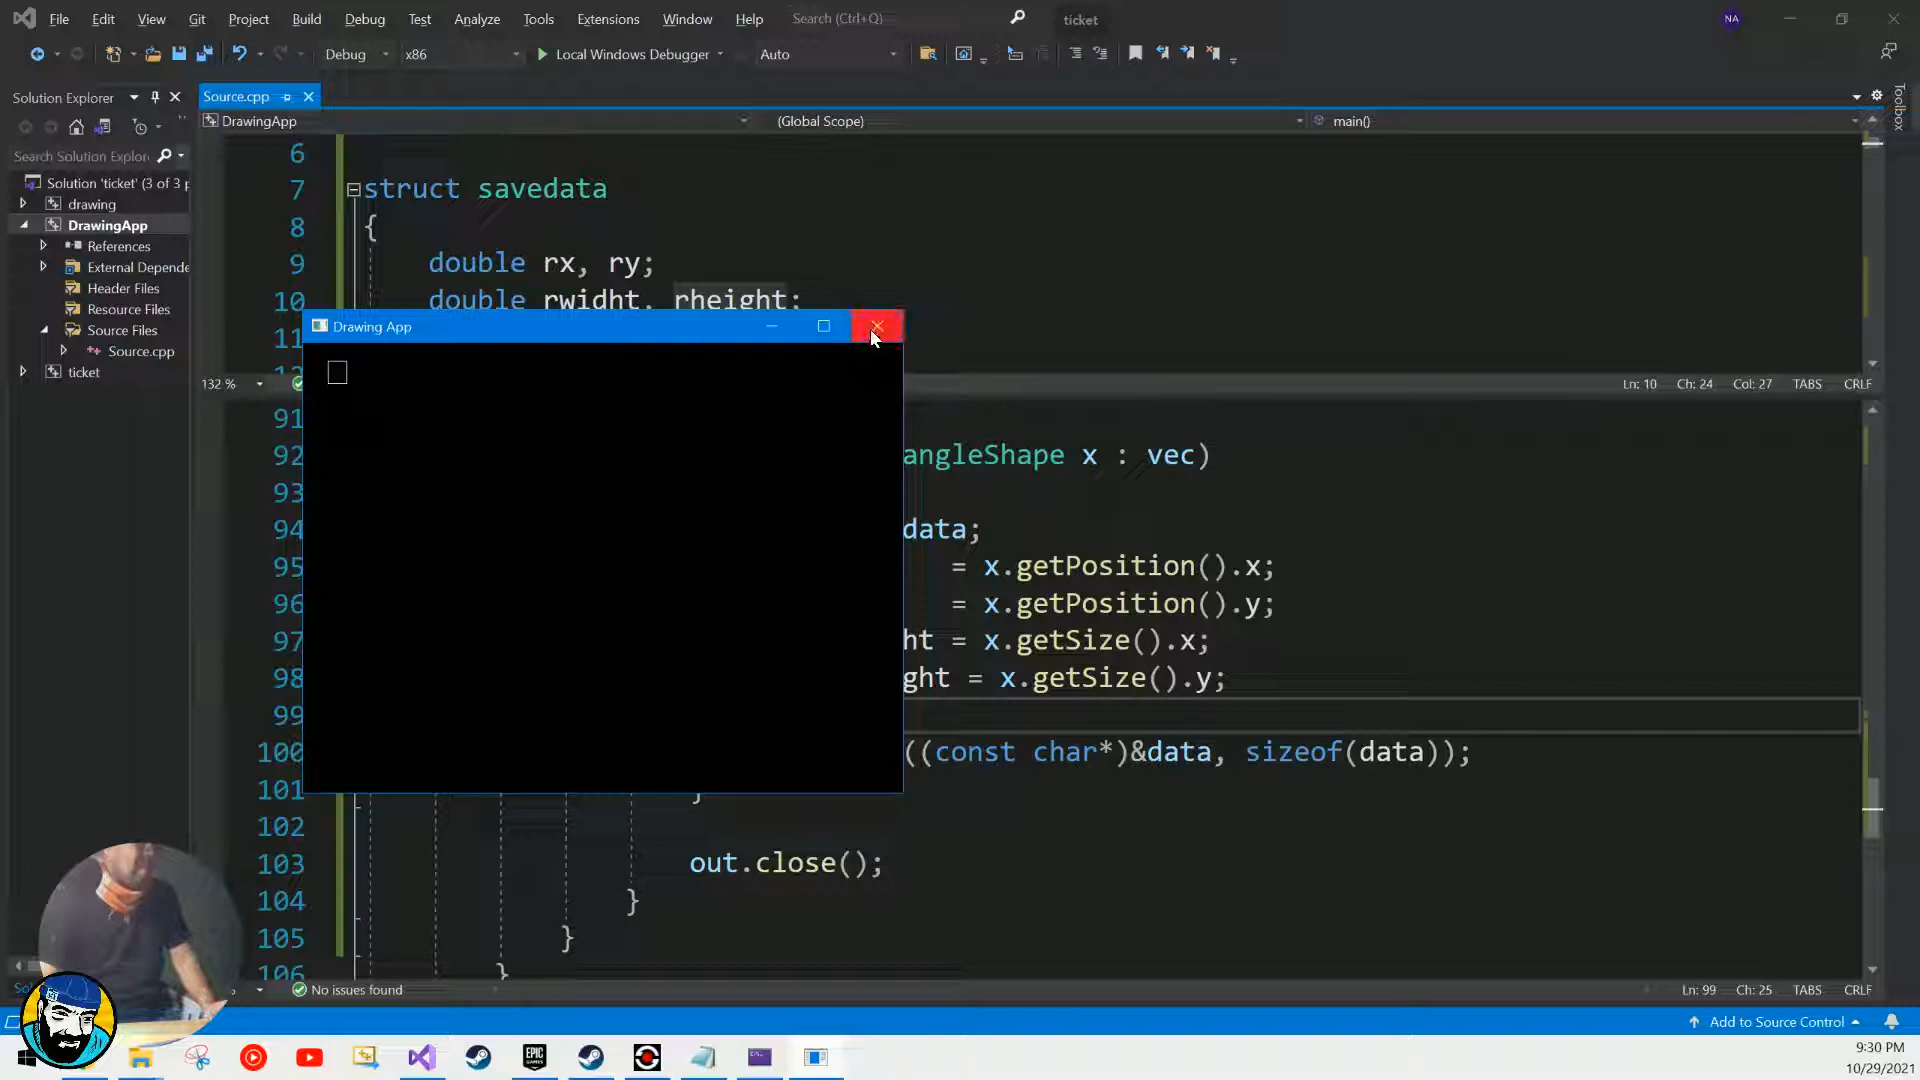 File Edit View Git Project Build Debug Test Analyze Tools Extensions Window Help Search (Ctrl+Q) ticket NA
Debug x86 Local Windows Debugger Auto
Solution Explorer
Source.cpp
Toolbox
DrawingApp (Global Scope) main()
Search Solution Explor
Solution 'ticket' (3 of 3 p
drawing
DrawingApp
References
External Depende
Header Files
Resource Files
Source Files
Source.cpp
ticket
6
7 struct savedata
8 {
9 double rx, ry;
10 double rwidht, rheight;
11
Drawing App
132 % Ln: 10 Ch: 24 Col: 27 TABS CRLF
91
92 angleShape x : vec)
93
94 data;
95 = x.getPosition().x;
96 = x.getPosition().y;
97 ht = x.getSize().x;
98 ght = x.getSize().y;
99
100 ((const char*)&data, sizeof(data));
101 }
102
103 out.close();
104 }
105 }
106 }
No issues found Ln: 99 Ch: 25 TABS CRLF
Add to Source Control
EPIC GAMES
9:30 PM
10/29/2021